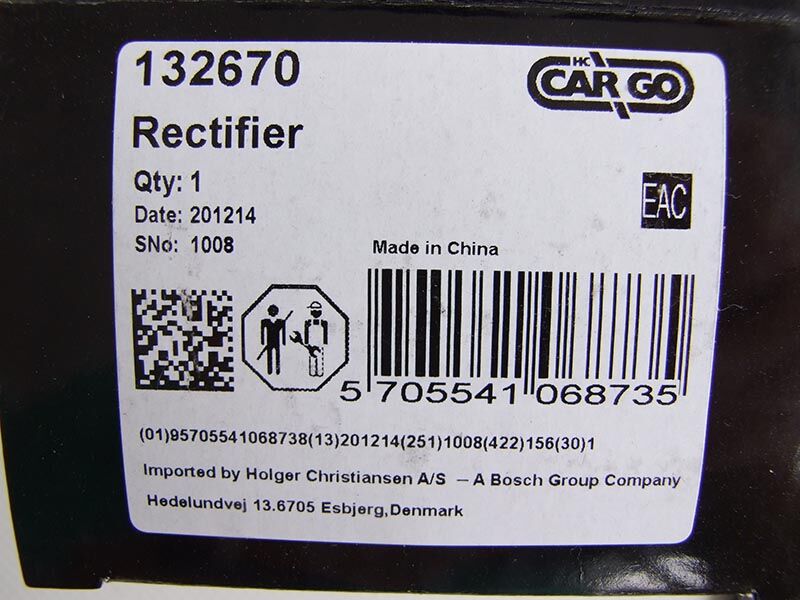 132670
HC
CARGO
Rectifier
Qty: 1
EAC
Date: 201214
SNo: 1008
Made in China
5 705541 068735
(01)95705541068738(13)201214(251)1008(422)156(30)1
Imported by Holger Christiansen A/S – A Bosch Group Company
Hedelundvej 13.6705 Esbjerg,Denmark